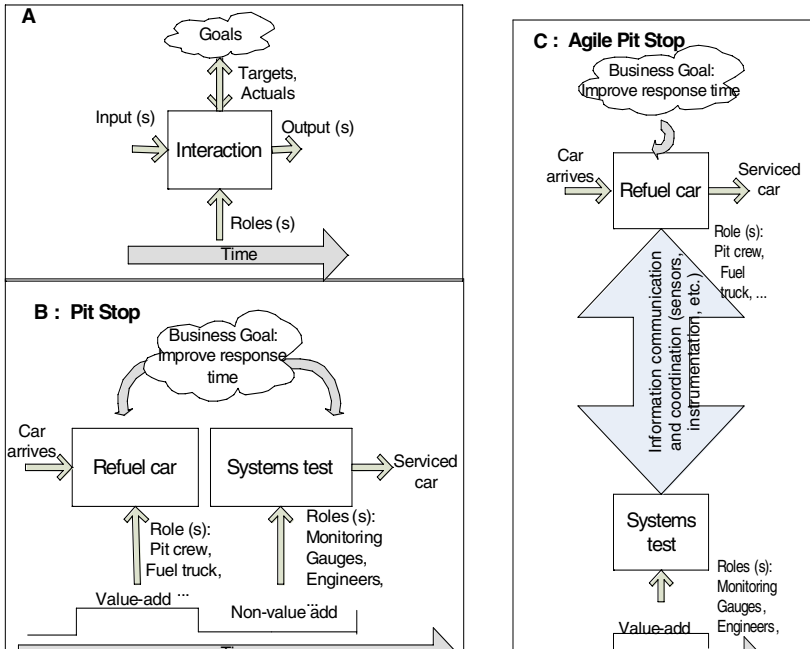 A
Goals
Targets,
Actuals
Input (s)
Output (s)
Interaction
Roles (s)
Time
B : Pit Stop
Business Goal:
Improve response
time
Car
arrives
Refuel car
Systems test
Serviced
car
Role (s):
Pit crew,
Fuel truck,
...
Roles (s):
Monitoring
Gauges,
Engineers,
...
Value-add
Non-value add
C : Agile Pit Stop
Business Goal:
Improve response time
Car
arrives
Refuel car
Serviced
car
Role (s):
Pit crew,
Fuel
truck, ...
Information communication
and coordination (sensors,
instrumentation, etc.)
Systems
test
Roles (s):
Monitoring
Gauges,
Engineers,
Value-add